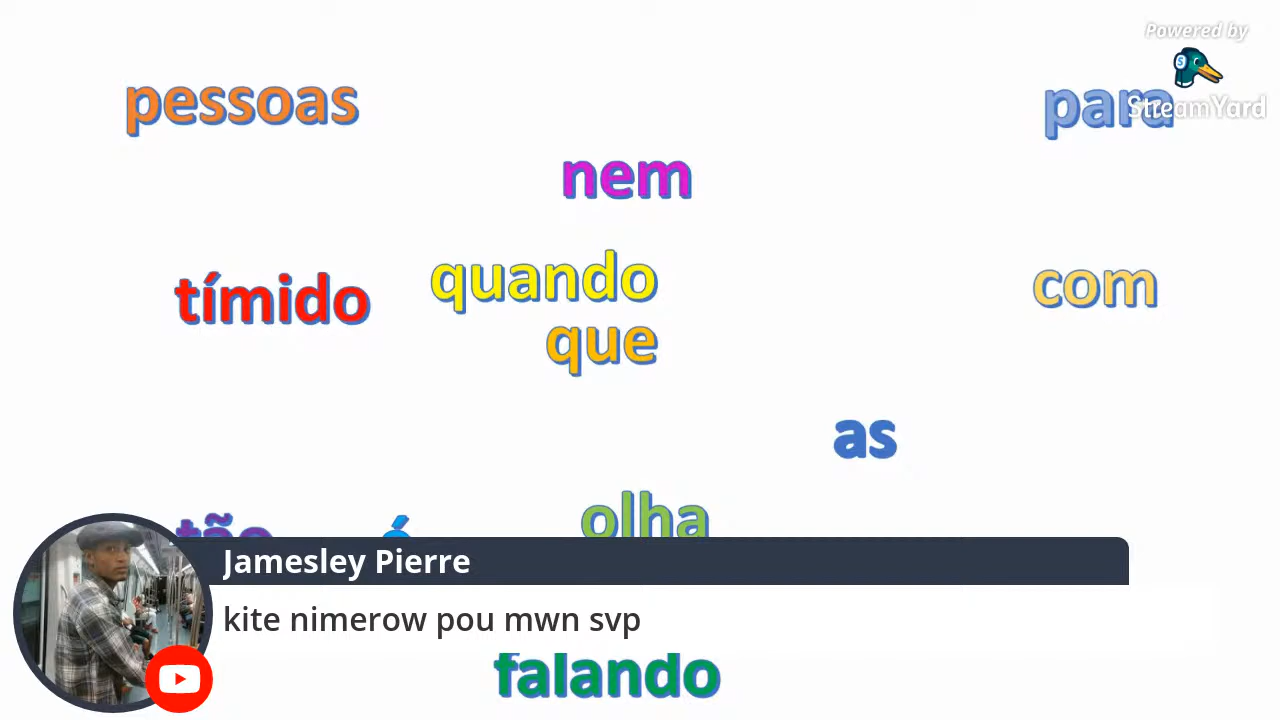 Powered by
StreamYard
pessoas
para
nem
quando
tímido
com
que
as
olha
tão
é
Jamesley Pierre
kite nimerow pou mwn svp
falando